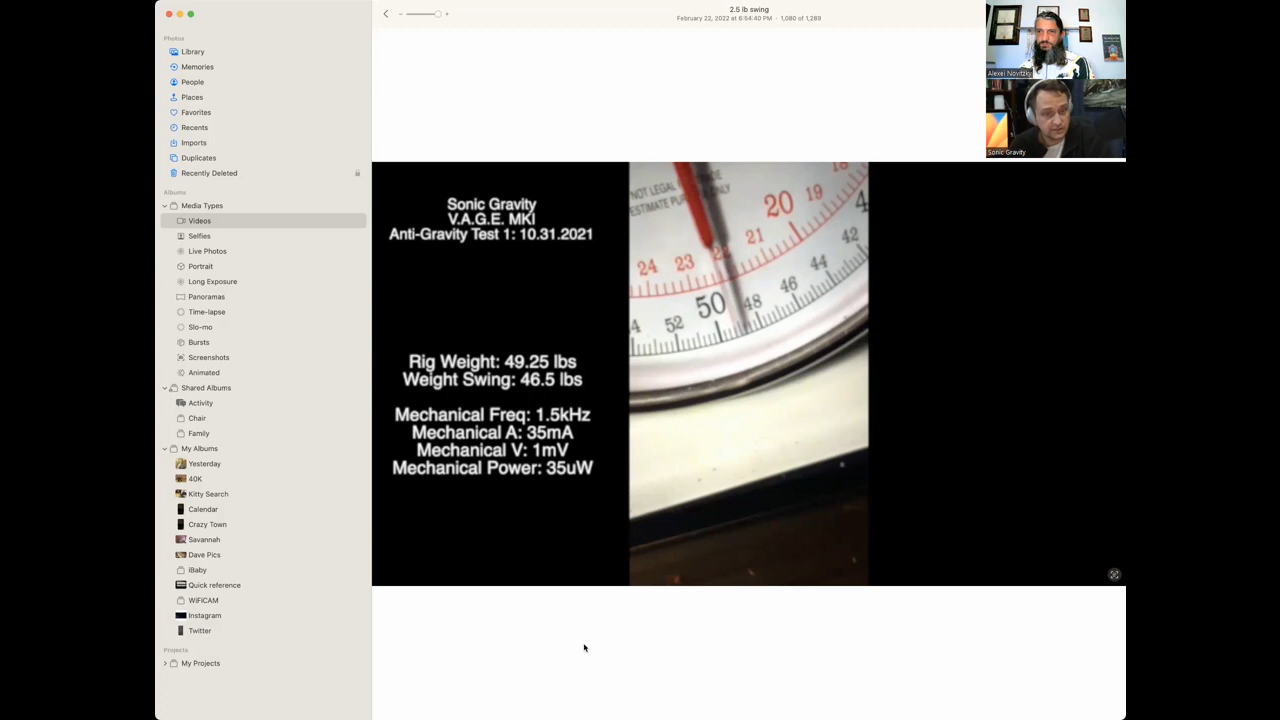 2.5 lb swing
February 22, 2022 at 6:54:40 PM · 1,080 of 1,289
Photos
Library
Memories
People
Places
Favorites
Recents
Imports
Duplicates
Recently Deleted
Albums
Media Types
Videos
Selfies
Live Photos
Portrait
Long Exposure
Panoramas
Time-lapse
Slo-mo
Bursts
Screenshots
Animated
Shared Albums
Activity
Chair
Family
My Albums
Yesterday
40K
Kitty Search
Calendar
Crazy Town
Savannah
Dave Pics
iBaby
Quick reference
WiFiCAM
Instagram
Twitter
Projects
My Projects
Sonic Gravity
V.A.G.E. MKI
Anti-Gravity Test 1: 10.31.2021
Rig Weight: 49.25 lbs
Weight Swing: 46.5 lbs
Mechanical Freq: 1.5kHz
Mechanical A: 35mA
Mechanical V: 1mV
Mechanical Power: 35uW
NOT LEGAL
24 23 21 20 19
52 50 48 46 44 42
Alexei Novitzky
Sonic Gravity